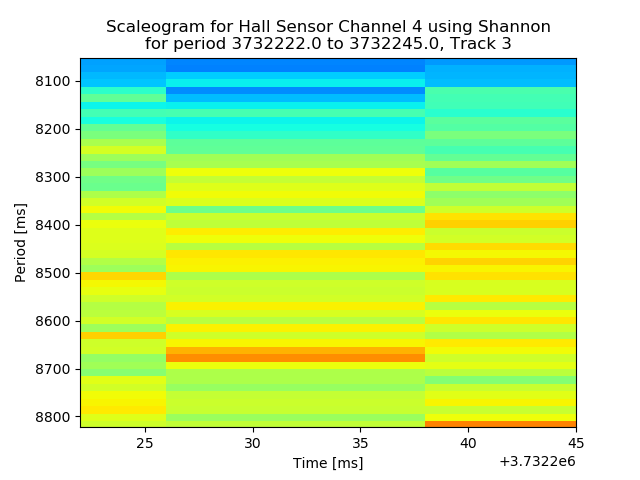 Scaleogram for Hall Sensor Channel 4 using Shannon
for period 3732222.0 to 3732245.0, Track 3
8100
8200
8300
8400
8500
8600
8700
8800
Period [ms]
25 30 35 40 45
Time [ms]
+3.7322e6